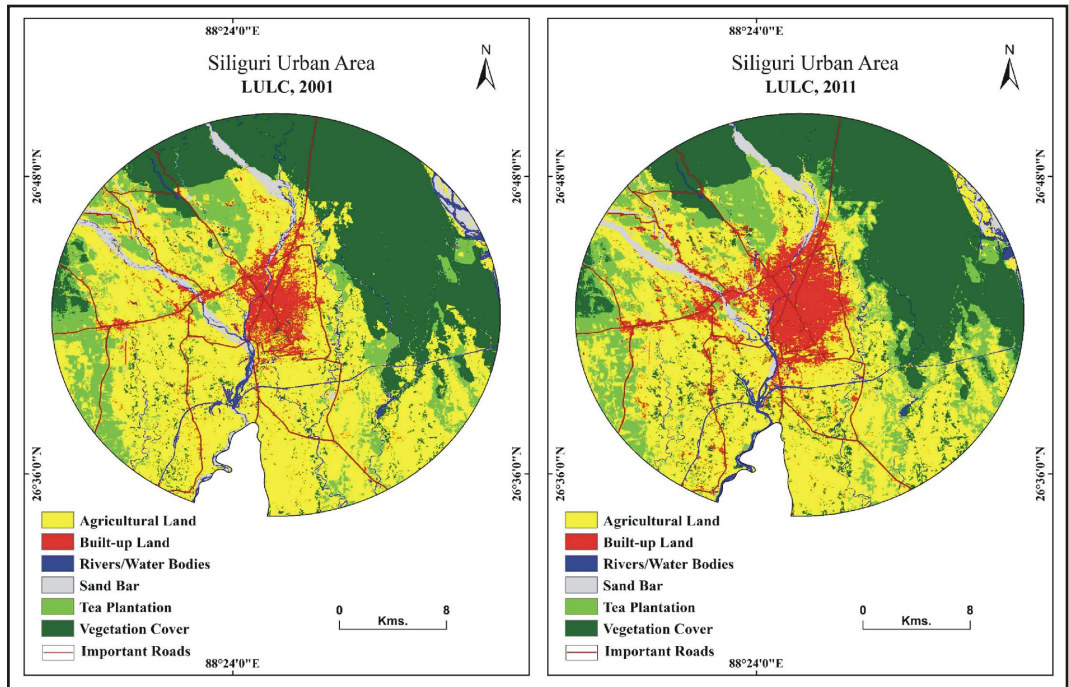 88°24'0"E
Siliguri Urban Area
LULC, 2001
N
26°48'0"N
26°48'0"N
26°36'0"N
26°36'0"N
Agricultural Land
Built-up Land
Rivers/Water Bodies
Sand Bar
Tea Plantation
Vegetation Cover
Important Roads
0 8
Kms.
88°24'0"E
88°24'0"E
Siliguri Urban Area
LULC, 2011
N
26°48'0"N
26°48'0"N
26°36'0"N
26°36'0"N
Agricultural Land
Built-up Land
Rivers/Water Bodies
Sand Bar
Tea Plantation
Vegetation Cover
Important Roads
0 8
Kms.
88°24'0"E